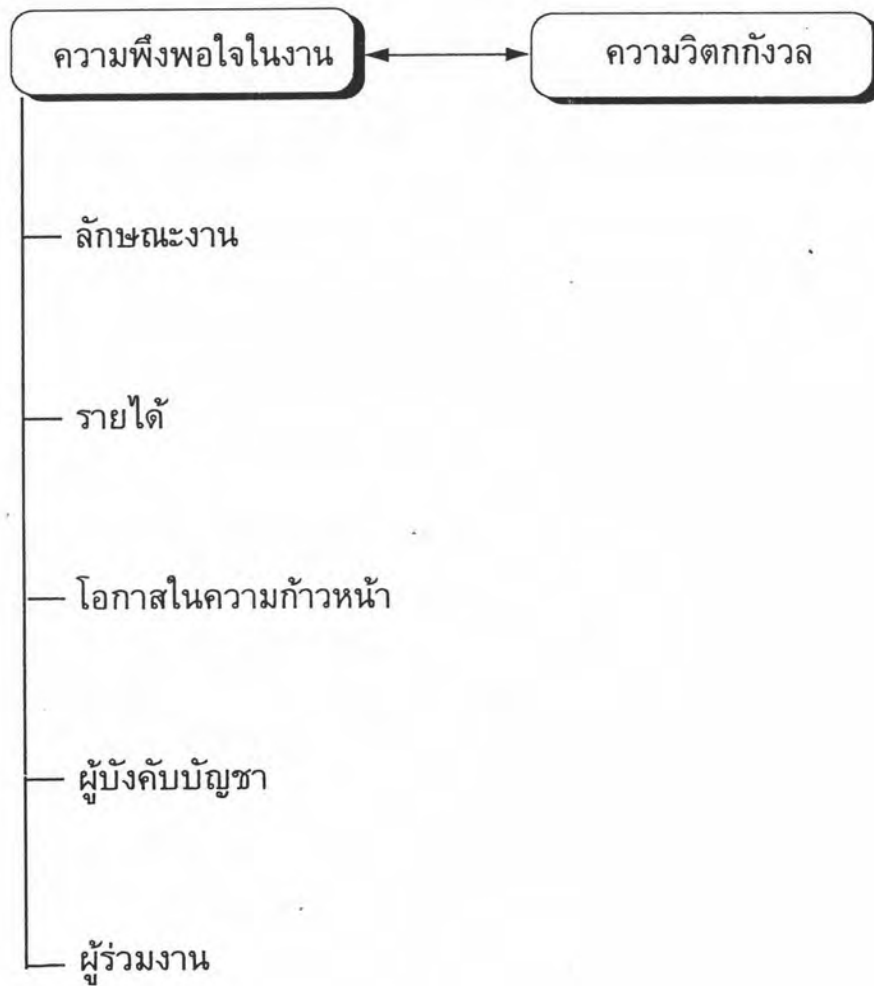 ความพึงพอใจในงาน
ความวิตกกังวล
ลักษณะงาน
รายได้
โอกาสในความก้าวหน้า
ผู้บังคับบัญชา
ผู้ร่วมงาน